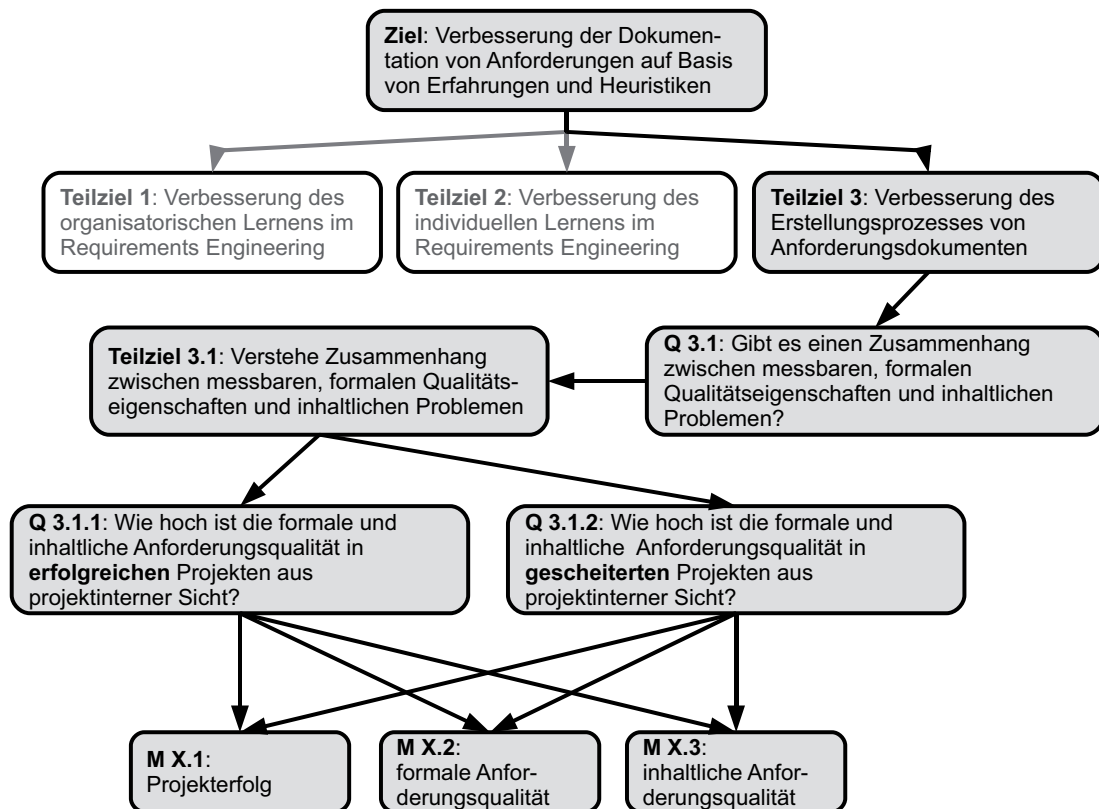 Ziel: Verbesserung der Dokumen-
tation von Anforderungen auf Basis
von Erfahrungen und Heuristiken
Teilziel 1: Verbesserung des
organisatorischen Lernens im
Requirements Engineering
Teilziel 2: Verbesserung des
individuellen Lernens im
Requirements Engineering
Teilziel 3: Verbesserung des
Erstellungsprozesses von
Anforderungsdokumenten
Teilziel 3.1: Verstehe Zusammenhang
zwischen messbaren, formalen Qualitäts-
eigenschaften und inhaltlichen Problemen
Q 3.1: Gibt es einen Zusammenhang
zwischen messbaren, formalen
Qualitätseigenschaften und inhaltlichen
Problemen?
Q 3.1.1: Wie hoch ist die formale und
inhaltliche Anforderungsqualität in
erfolgreichen Projekten aus
projektinterner Sicht?
Q 3.1.2: Wie hoch ist die formale und
inhaltliche Anforderungsqualität in
gescheiterten Projekten aus
projektinterner Sicht?
M X.1:
Projekterfolg
M X.2:
formale Anfor-
derungsqualität
M X.3:
inhaltliche Anfor-
derungsqualität